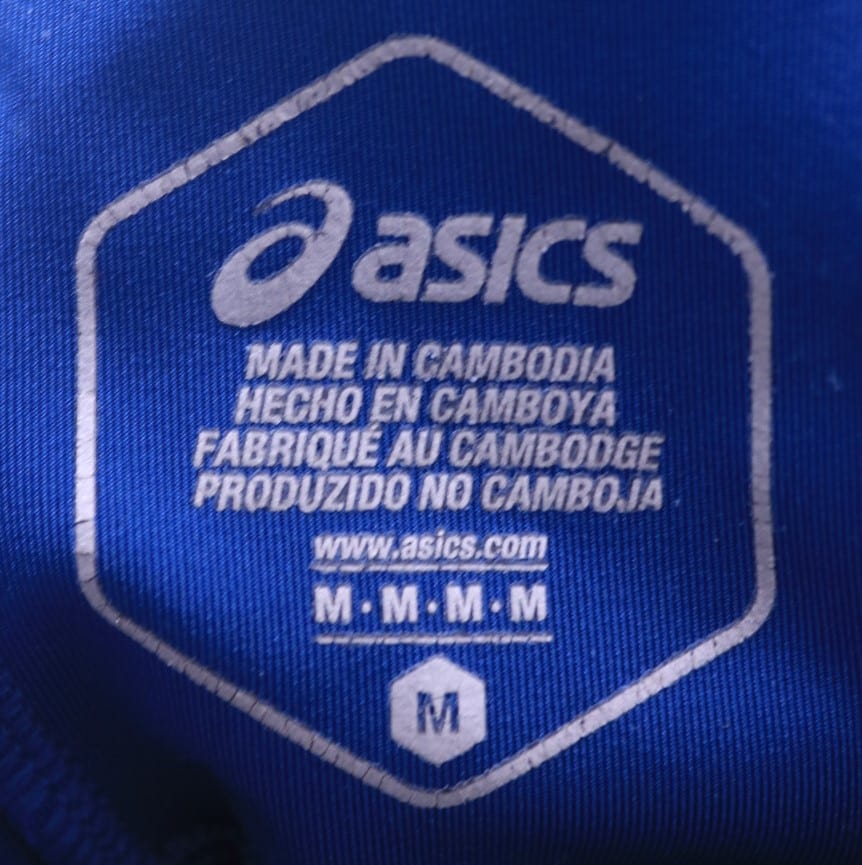 asics
MADE IN CAMBODIA
HECHO EN CAMBOYA
FABRIQUÉ AU CAMBODGE
PRODUZIDO NO CAMBOJA
www.asics.com
M·M·M·M
M